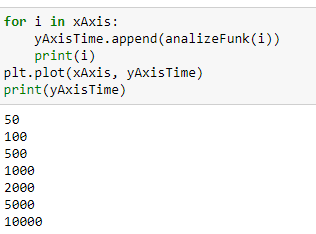 for i in xAxis:
    yAxisTime.append(analizeFunk(i))
    print(i)
plt.plot(xAxis, yAxisTime)
print(yAxisTime)
50
100
500
1000
2000
5000
10000